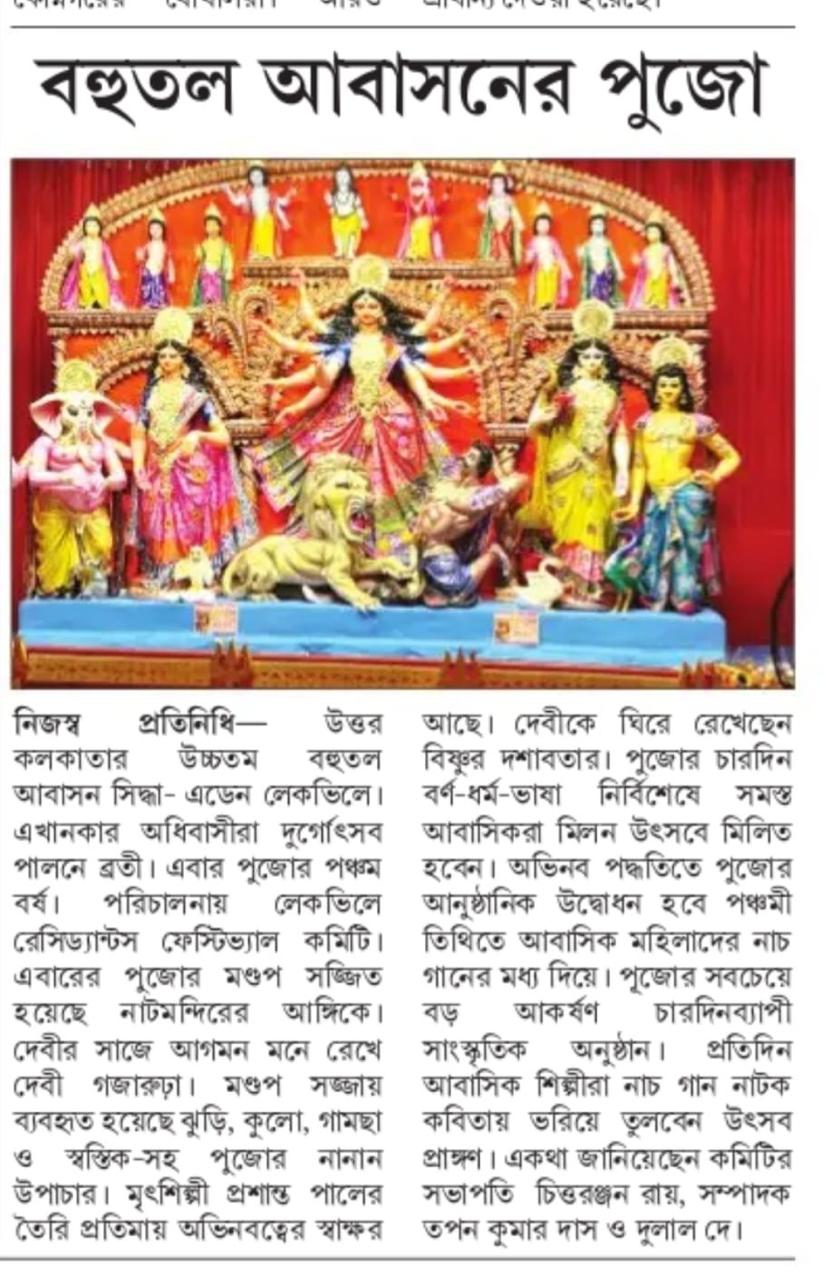 বহুতল আবাসনের পুজো
নিজস্ব প্রতিনিধি— উত্তর
কলকাতার উচ্চতম বহুতল
আবাসন সিদ্ধা- এডেন লেকভিলে।
এখানকার অধিবাসীরা দুর্গোৎসব
পালনে ব্রতী। এবার পুজোর পঞ্চম
বর্ষ। পরিচালনায় লেকভিলে
রেসিড্যান্টস ফেস্টিভ্যাল কমিটি।
এবারের পুজোর মণ্ডপ সজ্জিত
হয়েছে নাটমন্দিরের আঙ্গিকে।
দেবীর সাজে আগমন মনে রেখে
দেবী গজারুঢ়া। মণ্ডপ সজ্জায়
ব্যবহৃত হয়েছে ঝুড়ি, কুলো, গামছা
ও স্বস্তিক-সহ পুজোর নানান
উপাচার। মৃৎশিল্পী প্রশান্ত পালের
তৈরি প্রতিমায় অভিনবত্বের স্বাক্ষর
আছে। দেবীকে ঘিরে রেখেছেন
বিষ্ণুর দশাবতার। পুজোর চারদিন
বর্ণ-ধর্ম-ভাষা নির্বিশেষে সমস্ত
আবাসিকরা মিলন উৎসবে মিলিত
হবেন। অভিনব পদ্ধতিতে পুজোর
আনুষ্ঠানিক উদ্বোধন হবে পঞ্চমী
তিথিতে আবাসিক মহিলাদের নাচ
গানের মধ্য দিয়ে। পূজোর সবচেয়ে
বড় আকর্ষণ চারদিনব্যাপী
সাংস্কৃতিক অনুষ্ঠান। প্রতিদিন
আবাসিক শিল্পীরা নাচ গান নাটক
কবিতায় ভরিয়ে তুলবেন উৎসব
প্রাঙ্গণ। একথা জানিয়েছেন কমিটির
সভাপতি চিত্তরঞ্জন রায়, সম্পাদক
তপন কুমার দাস ও দুলাল দে।